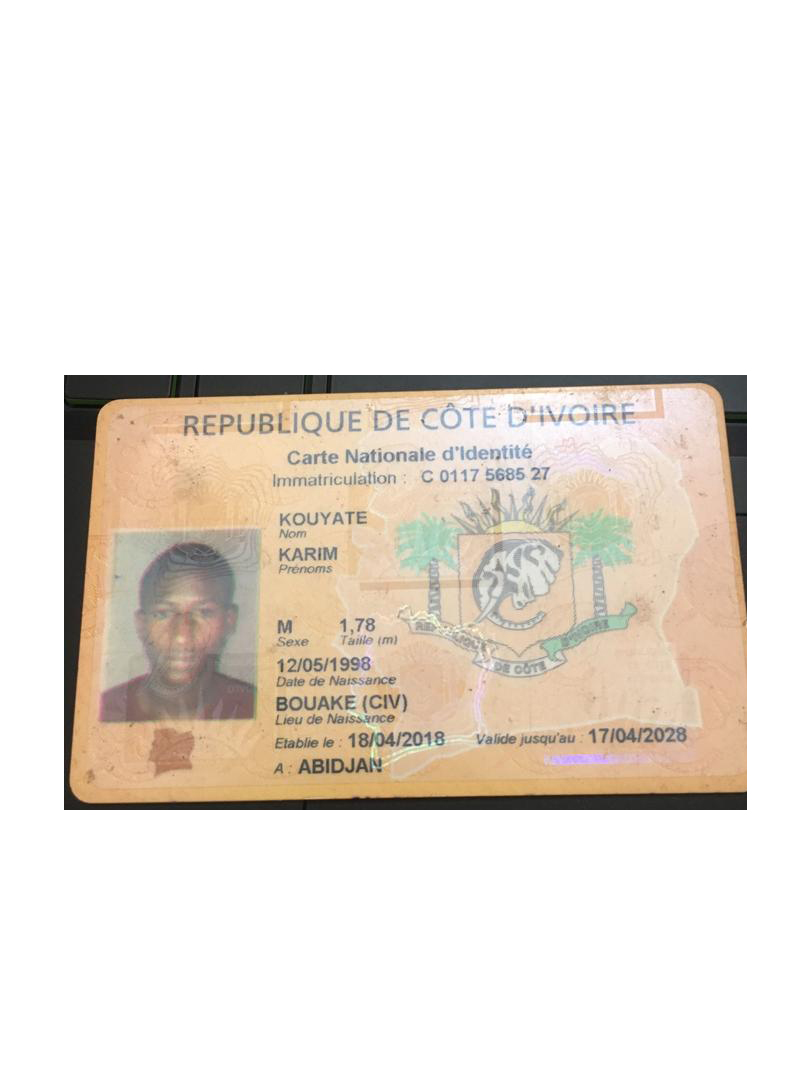 REPUBLIQUE DE CÔTE D'IVOIRE
Carte Nationale d'Identité
Immatriculation : C 0117 5685 27
KOUYATE
Nom
KARIM
Prénoms
M 1,78
Sexe Taille (m)
12/05/1998
Date de Naissance
BOUAKE (CIV)
Lieu de Naissance
Etablie le : 18/04/2018 Valide jusqu'au : 17/04/2028
A : ABIDJAN
REPUBLIQUE
DE CÔTE
D'IVOIRE